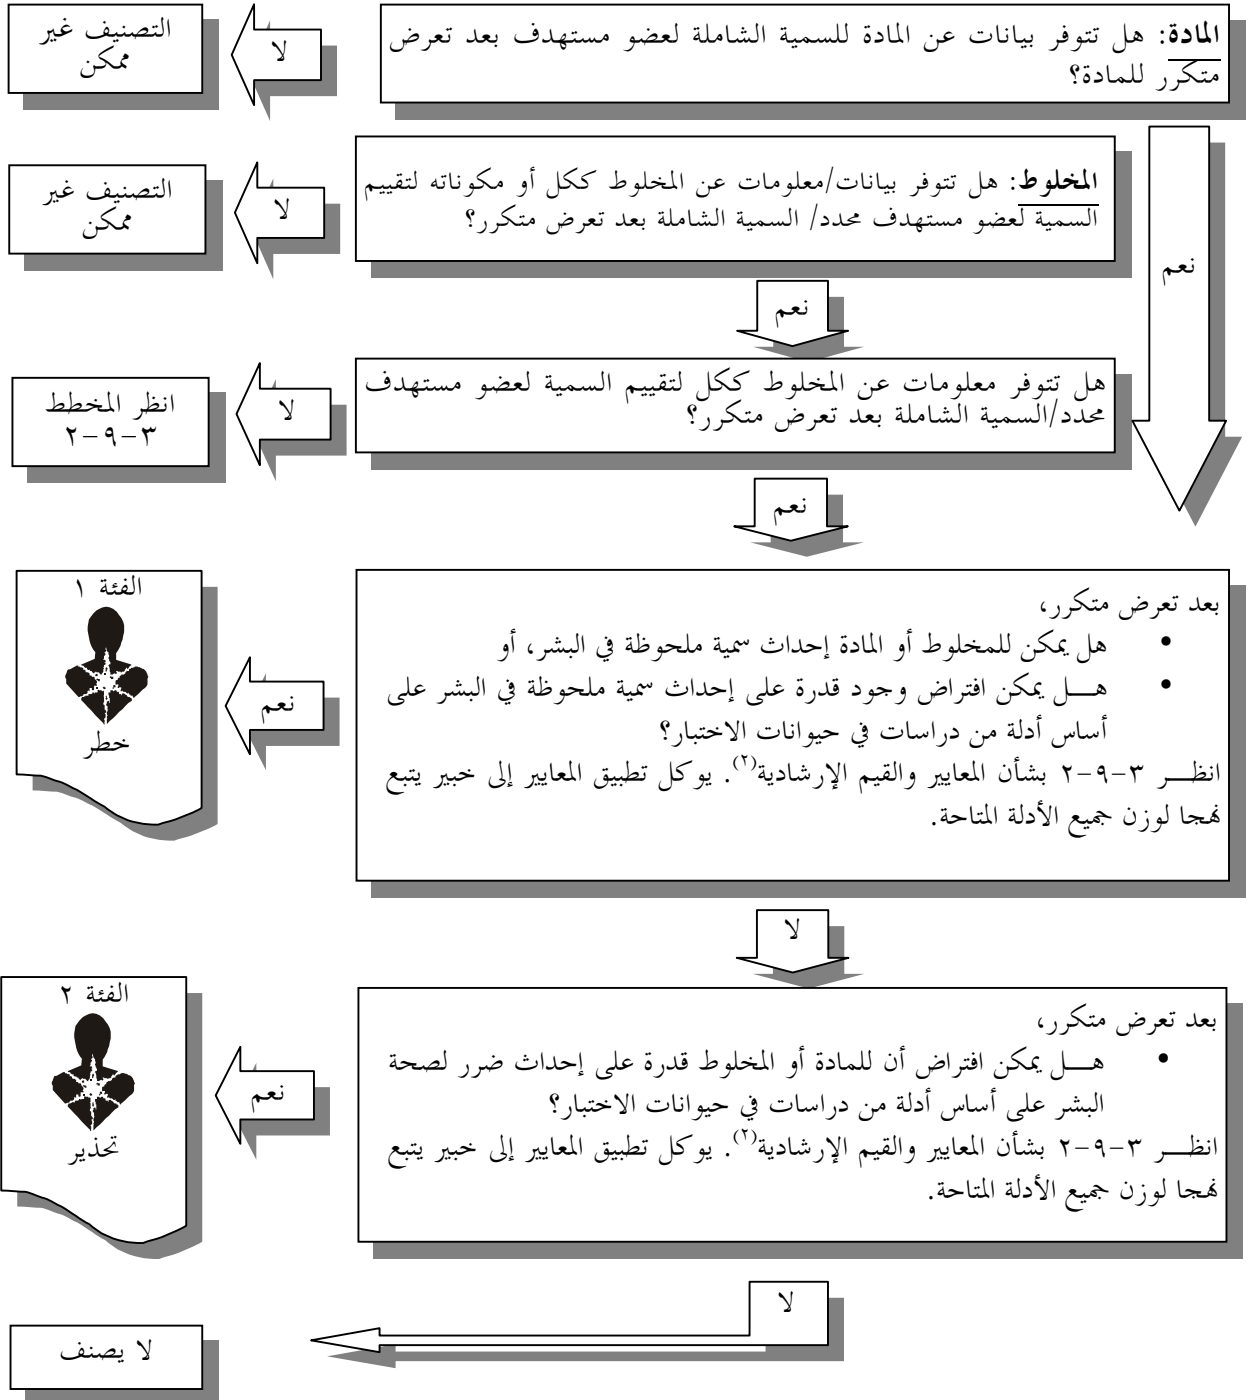 المادة: هل تتوفر بيانات عن المادة للسمية الشاملة لعضو مستهدف بعد تعرض
متكرر للمادة؟
لا
التصنيف غير
ممكن
المخلوط: هل تتوفر بيانات/معلومات عن المخلوط ككل أو مكوناته لتقييم
السمية لعضو مستهدف محدد/ السمية الشاملة بعد تعرض متكرر؟
لا
التصنيف غير
ممكن
نعم
نعم
هل تتوفر معلومات عن المخلوط ككل لتقييم السمية لعضو مستهدف
محدد/السمية الشاملة بعد تعرض متكرر؟
لا
انظر المخطط
٣-٩-٢
نعم
بعد تعرض متكرر،
• هل يمكن للمخلوط أو المادة إحداث سمية ملحوظة في البشر، أو
• هـــل يمكن افتراض وجود قدرة على إحداث سمية ملحوظة في البشر على
أساس أدلة من دراسات في حيوانات الاختبار؟
انظـــر ٣-٩-٢ بشأن المعايير والقيم الإرشادية(٢). يوكل تطبيق المعايير إلى خبير يتبع
نهجا لوزن جميع الأدلة المتاحة.
نعم
الفئة ١
خطر
لا
بعد تعرض متكرر،
• هـــل يمكن افتراض أن للمادة أو المخلوط قدرة على إحداث ضرر لصحة
البشر على أساس أدلة من دراسات في حيوانات الاختبار؟
انظـــر ٣-٩-٢ بشأن المعايير والقيم الإرشادية(٢). يوكل تطبيق المعايير إلى خبير يتبع
نهجا لوزن جميع الأدلة المتاحة.
نعم
الفئة ٢
تحذير
لا
لا يصنف